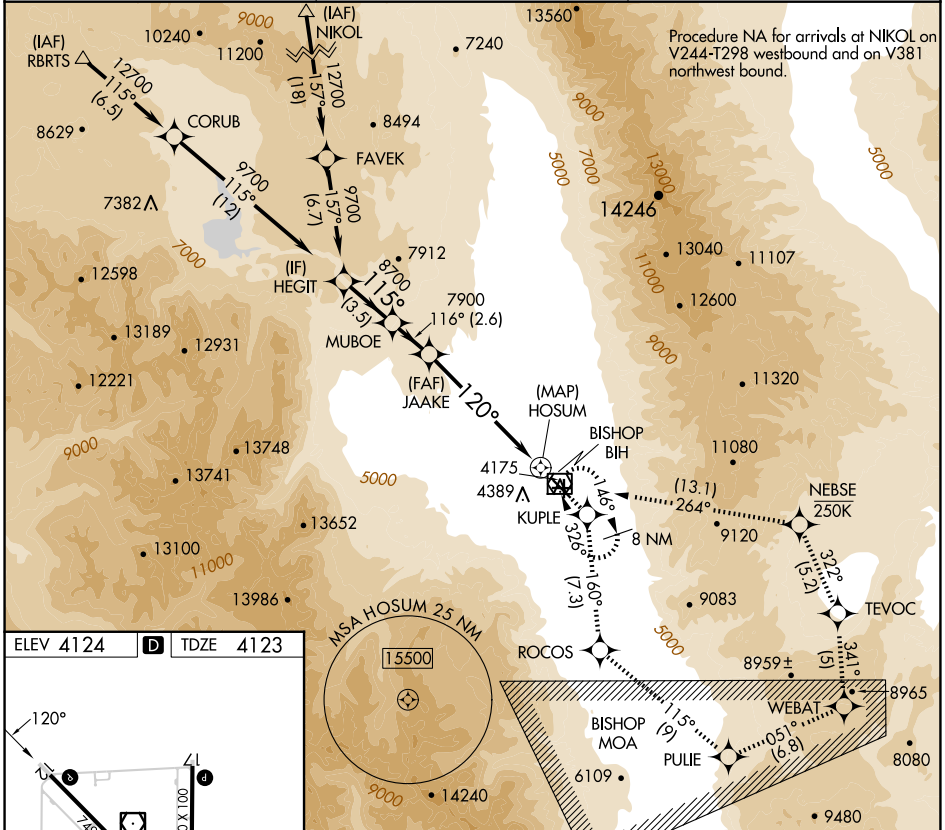 9000
13560
(IAF)
NIKOL
10240
11200
7240
Procedure NA for arrivals at NIKOL on
V244-T298 westbound and on V381
northwest bound.
(IAF)
RBRTS
12700
115°
(6.5)
12700
157°
(18)
9000
8629
CORUB
8494
FAVEK
5000
7000
13000
5000
9700
115°
(12)
9700
157°
(6.7)
7382
14246
7000
7912
13040
11107
11000
12598
(IF)
HEGIT
8700
115°
(3.5)
12600
7900
116° (2.6)
13189
12931
MUBOE
9000
12221
(FAF)
JAAKE
11320
120°
(MAP)
HOSUM
9000
13748
BISHOP
BIH
11080
13741
5000
4175
4389
146°
(13.1)
264°
NEBSE
250K
KUPLE
13652
326°
8 NM
9120
13100
11000
322°
(5.2)
160°
(7.3)
13986
9083
TEVOC
MSA HOSUM 25 NM
5000
ELEV 4124
D
TDZE 4123
15500
ROCOS
8959±
341°
(5)
8965
WEBAT
120°
115°
(9)
BISHOP
MOA
051°
(6.8)
PULIE
12
17
P
6109
8080
9000
14240
9480